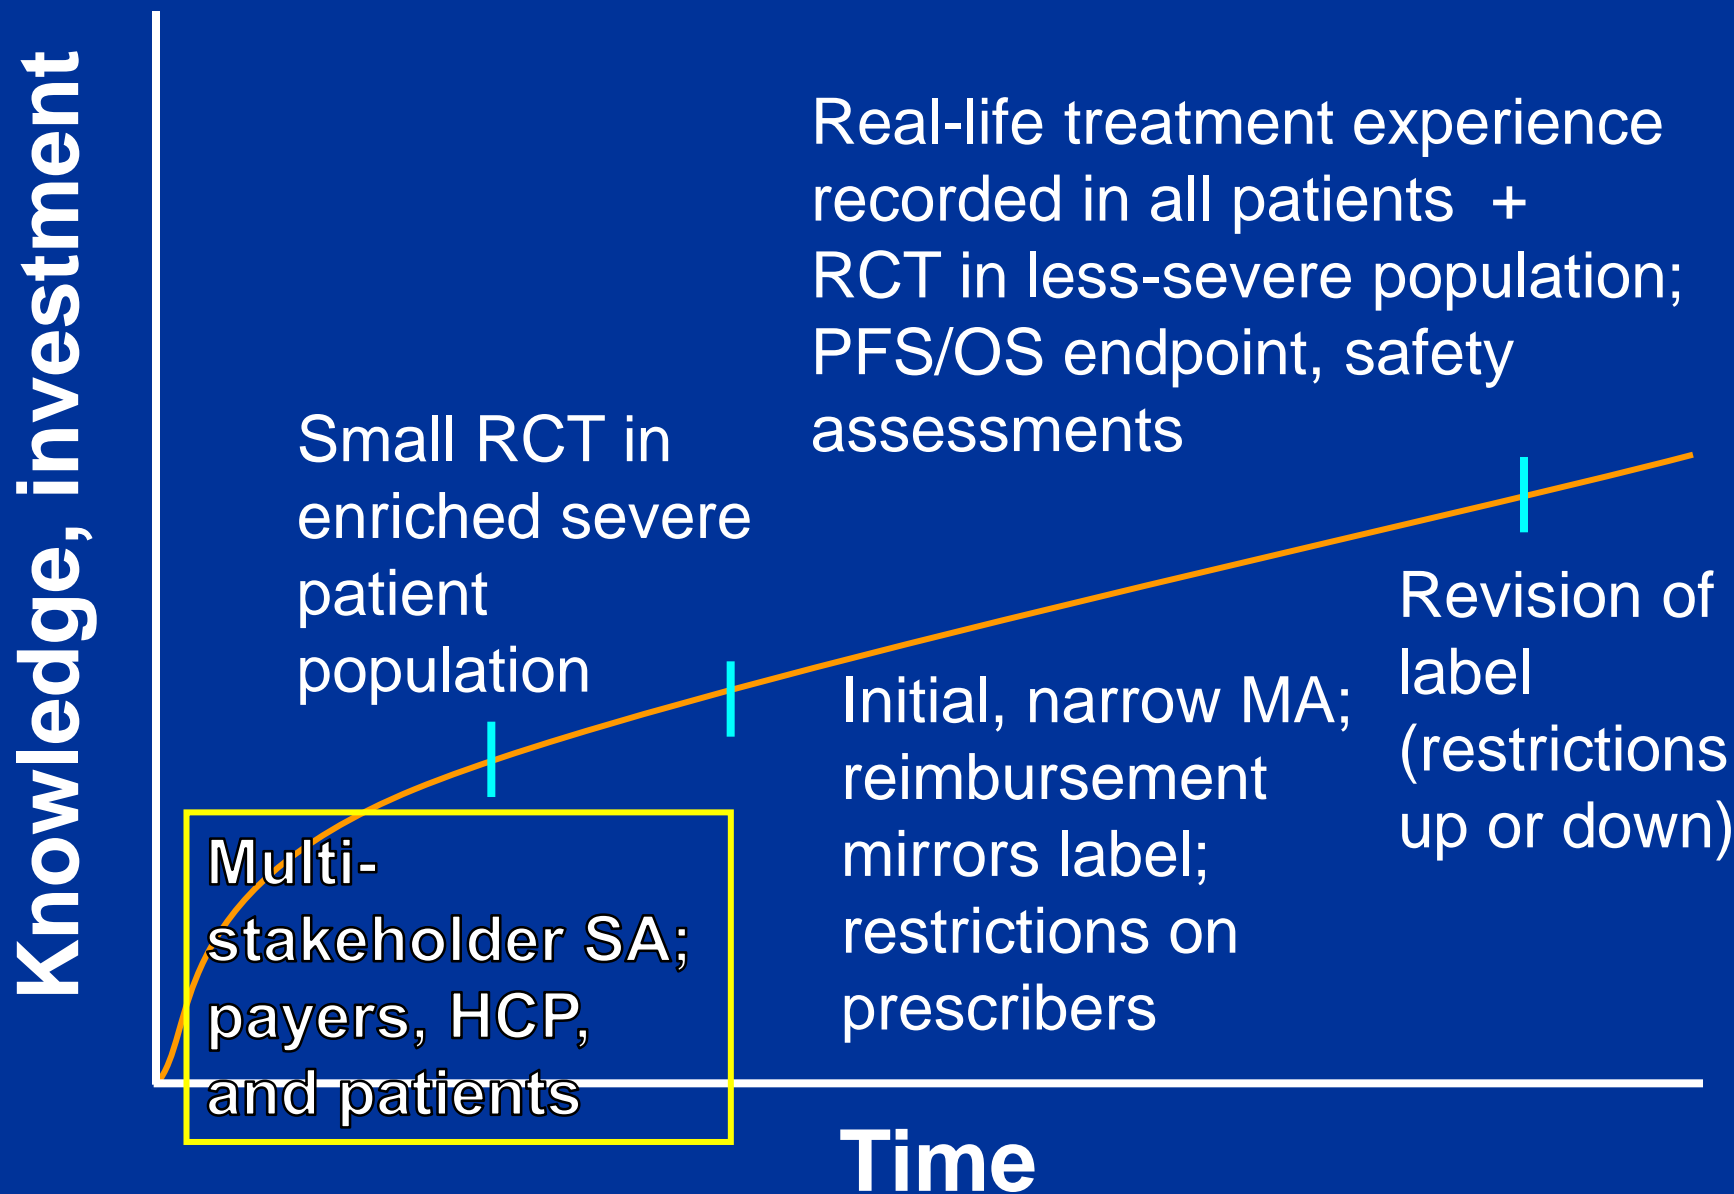 Knowledge, investment
Real-life treatment experience
recorded in all patients +
RCT in less-severe population;
PFS/OS endpoint, safety
assessments
Small RCT in
enriched severe
patient
population
Revision of
label
(restrictions
up or down)
Initial, narrow MA;
reimbursement
mirrors label;
restrictions on
prescribers
Multi-
stakeholder SA;
payers, HCP,
and patients
Time